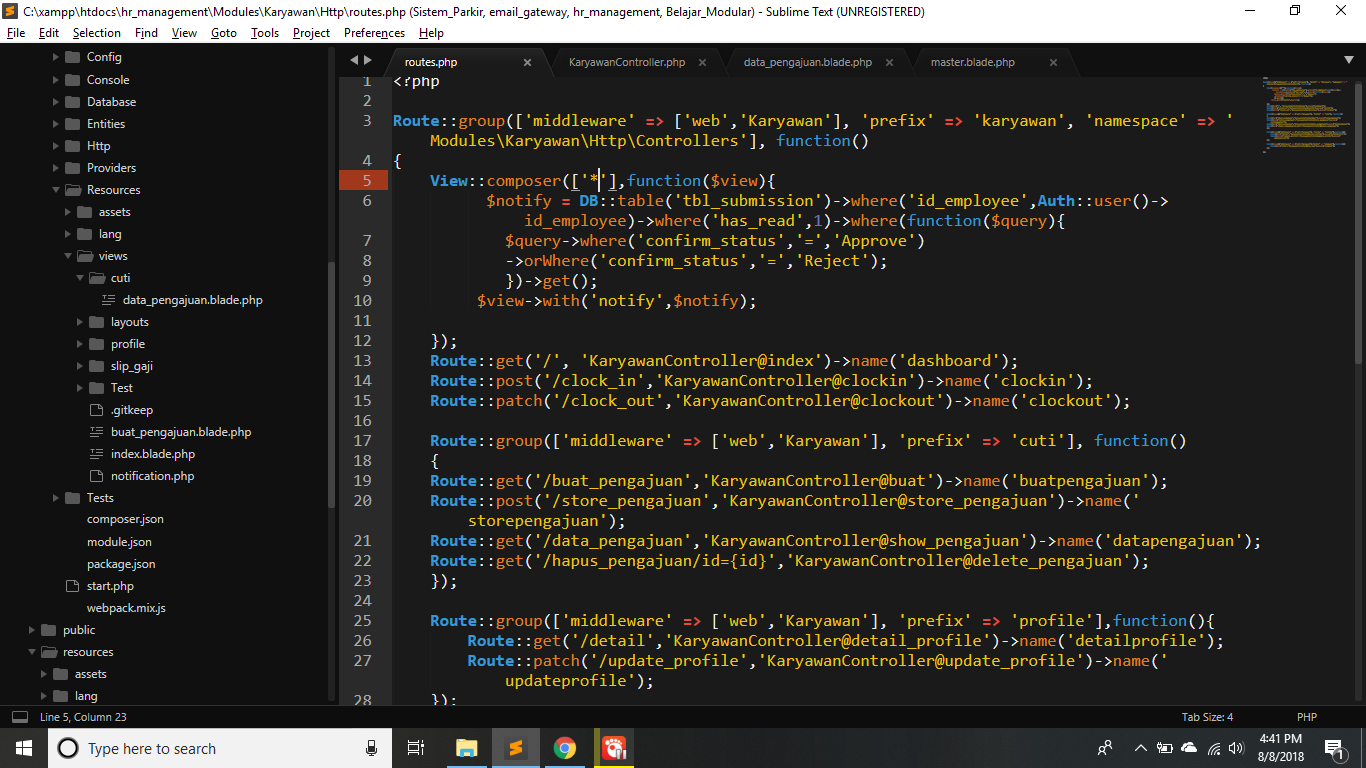 C:\xampp\htdocs\hr_management\Modules\Karyawan\Http\routes.php (Sistem_Parkir, email_gateway, hr_management, Belajar_Modular) - Sublime Text (UNREGISTERED)
File Edit Selection Find View Goto Tools Project Preferences Help
Config
Console
Database
Entities
Http
Providers
Resources
assets
lang
views
cuti
data_pengajuan.blade.php
layouts
profile
slip_gaji
Test
.gitkeep
buat_pengajuan.blade.php
index.blade.php
notification.php
Tests
composer.json
module.json
package.json
start.php
webpack.mix.js
public
resources
assets
lang
routes.php KaryawanController.php data_pengajuan.blade.php master.blade.php
1 <?php
2
3 Route::group(['middleware' => ['web','Karyawan'], 'prefix' => 'karyawan', 'namespace' => '
Modules\Karyawan\Http\Controllers'], function()
4 {
5 View::composer(['*'],function($view){
6 $notify = DB::table('tbl_submission')->where('id_employee',Auth::user()->
id_employee)->where('has_read',1)->where(function($query){
7 $query->where('confirm_status','=','Approve')
8 ->orWhere('confirm_status','=','Reject');
9 })->get();
10 $view->with('notify',$notify);
11
12 });
13 Route::get('/', 'KaryawanController@index')->name('dashboard');
14 Route::post('/clock_in','KaryawanController@clockin')->name('clockin');
15 Route::patch('/clock_out','KaryawanController@clockout')->name('clockout');
16
17 Route::group(['middleware' => ['web','Karyawan'], 'prefix' => 'cuti'], function()
18 {
19 Route::get('/buat_pengajuan','KaryawanController@buat')->name('buatpengajuan');
20 Route::post('/store_pengajuan','KaryawanController@store_pengajuan')->name('
storepengajuan');
21 Route::get('/data_pengajuan','KaryawanController@show_pengajuan')->name('datapengajuan');
22 Route::get('/hapus_pengajuan/id={id}','KaryawanController@delete_pengajuan');
23 });
24
25 Route::group(['middleware' => ['web','Karyawan'], 'prefix' => 'profile'],function(){
26 Route::get('/detail','KaryawanController@detail_profile')->name('detailprofile');
27 Route::patch('/update_profile','KaryawanController@update_profile')->name('
updateprofile');
28 });
Line 5, Column 23 Tab Size: 4 PHP
Type here to search
4:41 PM
8/8/2018
1